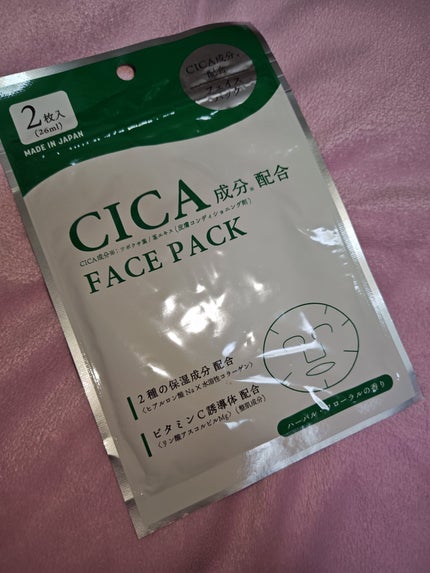 2枚入
(26ml)
MADE IN JAPAN
CICA成分※
配合
フェイス
パック
CICA成分※配合
CICA成分※：ツボクサ葉/茎エキス(皮膚コンディショニング剤)
FACE PACK
2種の保湿成分 配合
〈ヒアルロン酸Na×水溶性コラーゲン〉
ビタミンC誘導体 配合
〈リン酸アスコルビルMg〉(整肌成分)
ハーバルフローラルの香り